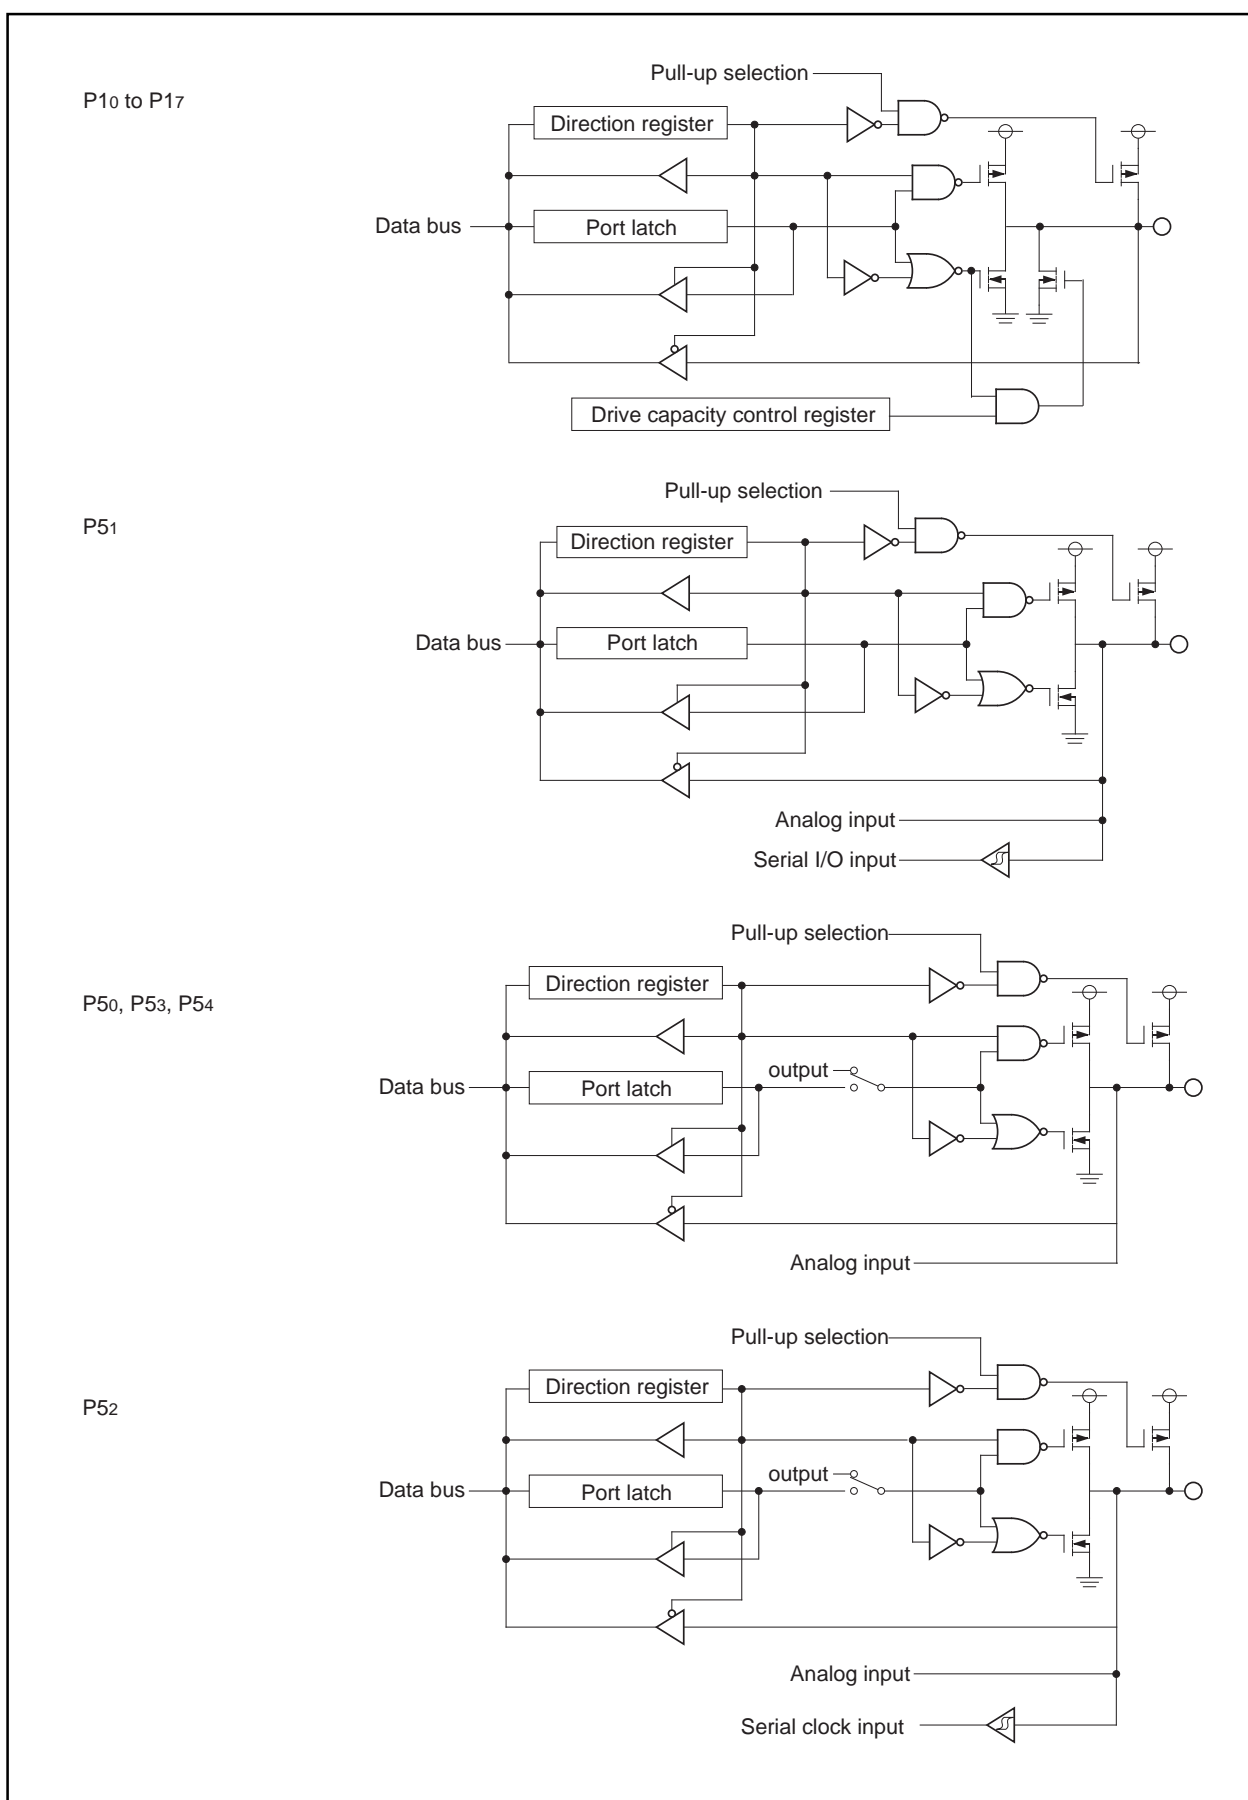 Pull-up selection
P10 to P17
Direction register
Data bus
Port latch
Drive capacity control register
Pull-up selection
P51
Direction register
Data bus
Port latch
Analog input
Serial I/O input
Pull-up selection
Direction register
P50, P53, P54
output
Data bus
Port latch
Analog input
Pull-up selection
Direction register
P52
output
Data bus
Port latch
Analog input
Serial clock input